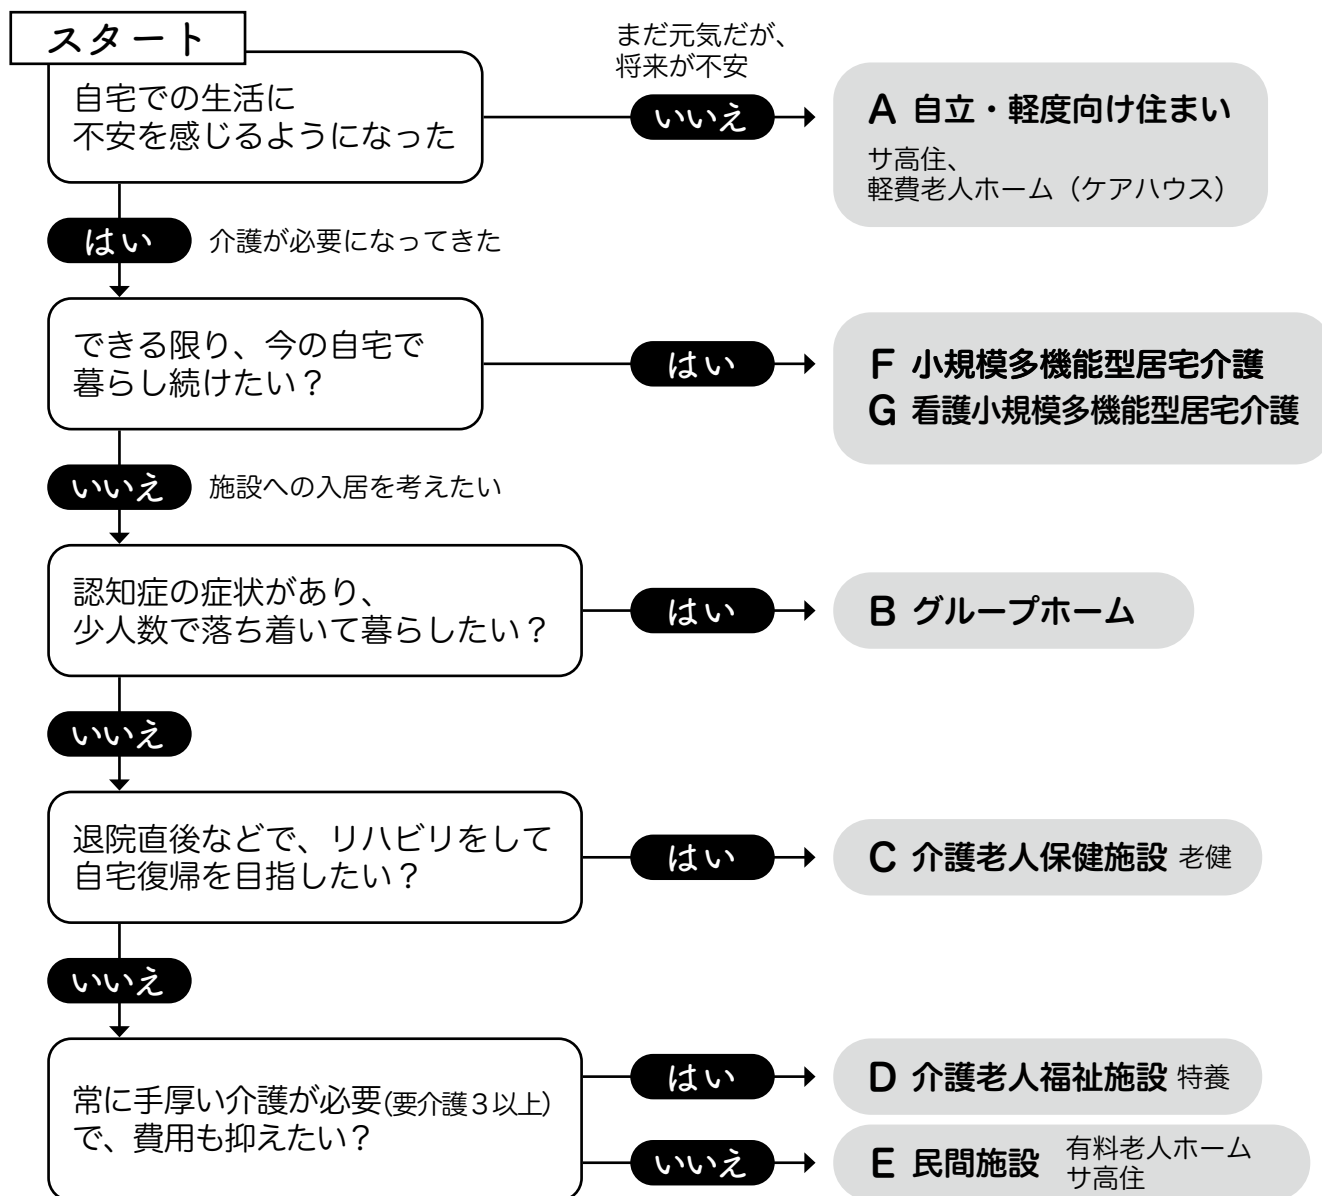 スタート
自宅での生活に
不安を感じるようになった
まだ元気だが、
将来が不安
いいえ
A 自立・軽度向け住まい
サ高住、
軽費老人ホーム（ケアハウス）
はい 介護が必要になってきた
できる限り、今の自宅で
暮らし続けたい？
はい
F 小規模多機能型居宅介護
G 看護小規模多機能型居宅介護
いいえ 施設への入居を考えたい
認知症の症状があり、
少人数で落ち着いて暮らしたい？
はい
B グループホーム
いいえ
退院直後などで、リハビリをして
自宅復帰を目指したい？
はい
C 介護老人保健施設 老健
いいえ
常に手厚い介護が必要(要介護３以上)
で、費用も抑えたい？
はい
D 介護老人福祉施設 特養
いいえ
E 民間施設
有料老人ホーム
サ高住